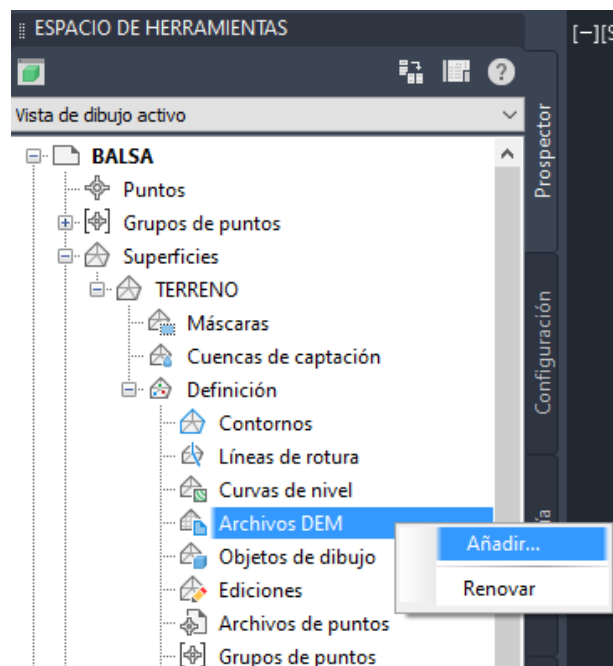 ESPACIO DE HERRAMIENTAS
[−][S
Vista de dibujo activo
BALSA
Puntos
Grupos de puntos
Superficies
TERRENO
Máscaras
Cuencas de captación
Definición
Contornos
Líneas de rotura
Curvas de nivel
Archivos DEM
Añadir...
Objetos de dibujo
Renovar
Ediciones
Archivos de puntos
Grupos de puntos
Prospector
Configuración
ía